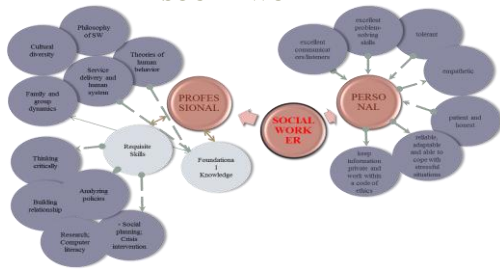 Philosophy
of SW
Cultural
diversity
Theories of
human
behavior
Service
delivery and
human
system
Family and
group
dynamics
PROFES
SIONAL
Requisite
Skills
Foundationa
l
Knowledge
Thinking
critically
Analyzing
policies
Building
relationship
Research;
Computer
literacy
- Social
planning;
Crisis
intervention
SOCIAL
WORK
ER
PERSO
NAL
excellent
communicat
ors/listeners
excellent
problem-
solving
skills
tolerant
empathetic
patient and
honest
reliable,
adaptable
and able to
cope with
stressful
situations
keep
information
private and
work within
a code of
ethics